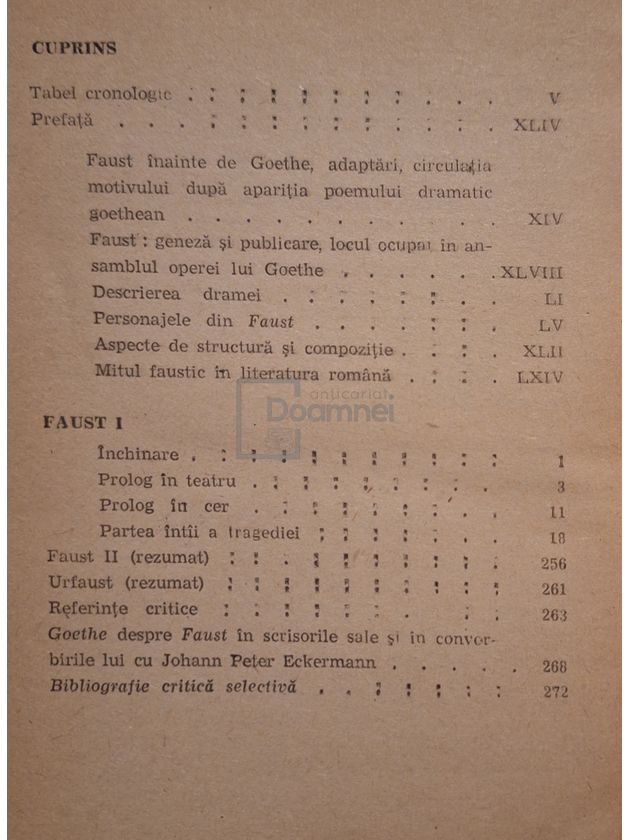 CUPRINS
Tabel cronologic . . . . . . . . . . V
Prefață . . . . . . . . . . . . XLIV
Faust înainte de Goethe, adaptări, circulația
motivului după apariția poemului dramatic
goethean . . . . . . . . . . XIV
Faust : geneză și publicare, locul ocupat în an-
samblul operei lui Goethe . . . . . . XLVIII
Descrierea dramei . . . . . . . . LI
Personajele din Faust . . . . . . . LV
Aspecte de structură și compoziție . . . . XLII
Mitul faustic în literatura română . . . . LXIV
anticariat
Doamnei
FAUST I
Închinare . . . . . . . . . . . 1
Prolog în teatru . . . . . . . . . 3
Prolog în cer . . . . . . . . . 11
Partea întîi a tragediei . . . . . . . 18
Faust II (rezumat) . . . . . . . . . . 256
Urfaust (rezumat) . . . . . . . . . . 261
Referințe critice . . . . . . . . . 263
Goethe despre Faust în scrisorile sale și în convor-
birile lui cu Johann Peter Eckermann . . . . . 268
Bibliografie critică selectivă . . . . . . . 272